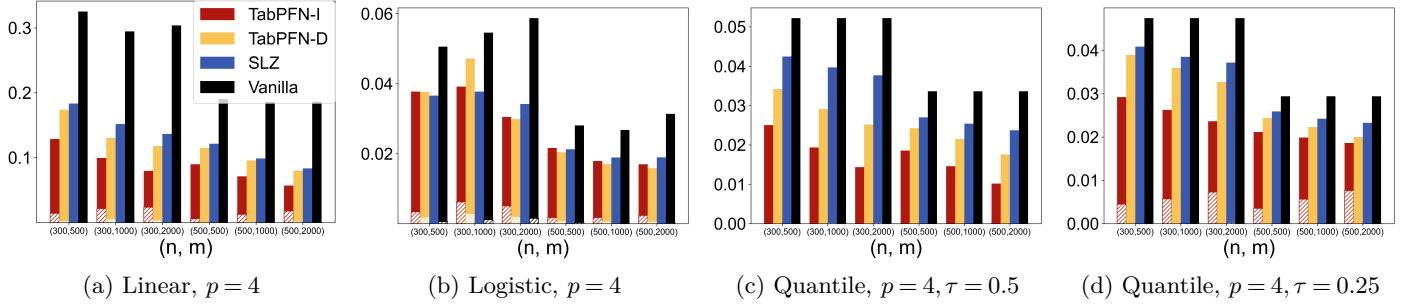 0.3
0.2
0.1
TabPFN-I
TabPFN-D
SLZ
Vanilla
(300,500) (300,1000) (300,2000) (500,500) (500,1000) (500,2000)
(n, m)
(a) Linear, p = 4
0.06
0.04
0.02
(300,500) (300,1000) (300,2000) (500,500) (500,1000) (500,2000)
(n, m)
(b) Logistic, p = 4
0.05
0.04
0.03
0.02
0.01
0.00
(300,500) (300,1000) (300,2000) (500,500) (500,1000) (500,2000)
(n, m)
(c) Quantile, p = 4, τ = 0.5
0.04
0.03
0.02
0.01
0.00
(300,500) (300,1000) (300,2000) (500,500) (500,1000) (500,2000)
(n, m)
(d) Quantile, p = 4, τ = 0.25